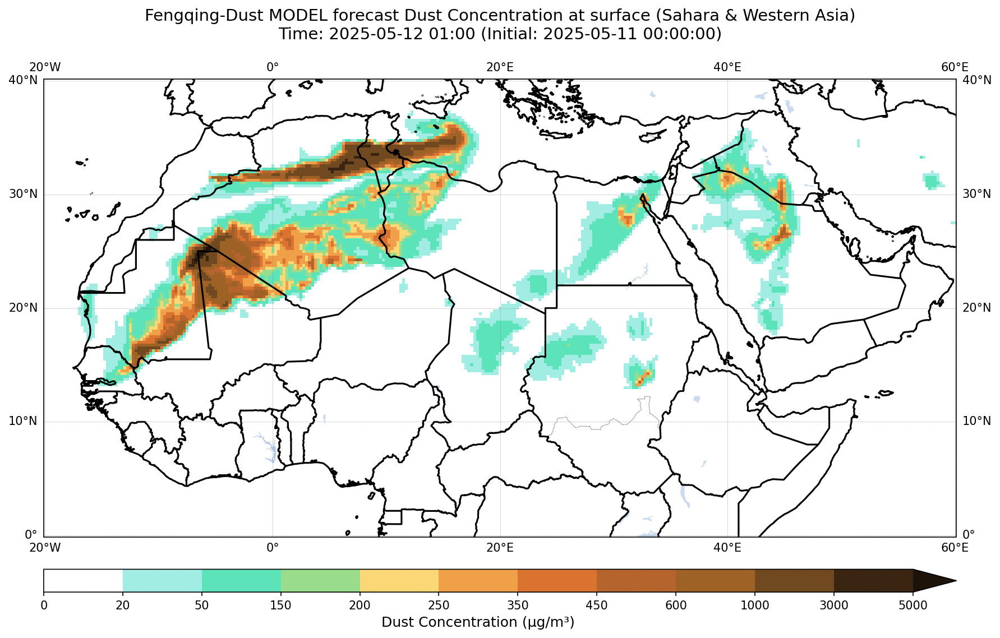 Fengqing-Dust MODEL forecast Dust Concentration at surface (Sahara & Western Asia)
Time: 2025-05-12 01:00 (Initial: 2025-05-11 00:00:00)
20°W 0° 20°E 40°E 60°E
40°N 40°N
30°N 30°N
20°N 20°N
10°N 10°N
0° 0°
20°W 0° 20°E 40°E 60°E
0 20 50 150 200 250 350 450 600 1000 3000 5000
Dust Concentration (µg/m³)